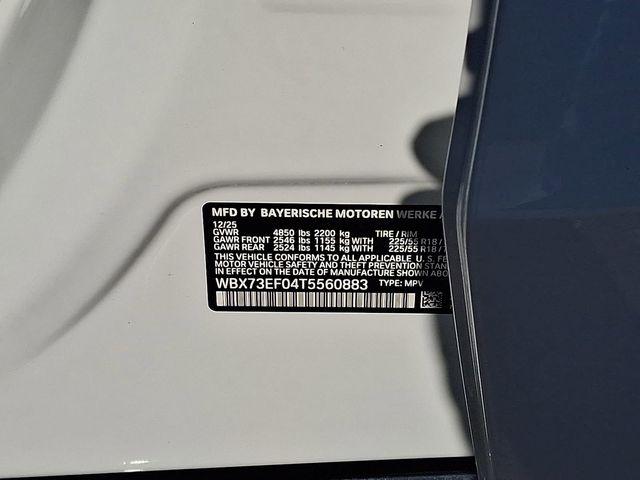 MFD BY BAYERISCHE MOTOREN WERKE
12/25
GVWR 4850 lbs 2200 kg TIRE / RIM
GAWR FRONT 2546 lbs 1155 kg WITH 225/55 R18 /
GAWR REAR 2524 lbs 1145 kg WITH 225/55 R18 /
THIS VEHICLE CONFORMS TO ALL APPLICABLE U.S. FE
MOTOR VEHICLE SAFETY AND THEFT PREVENTION STAN
IN EFFECT ON THE DATE OF MANUFACTURE SHOWN ABO
WBX73EF04T5560883 TYPE: MPV